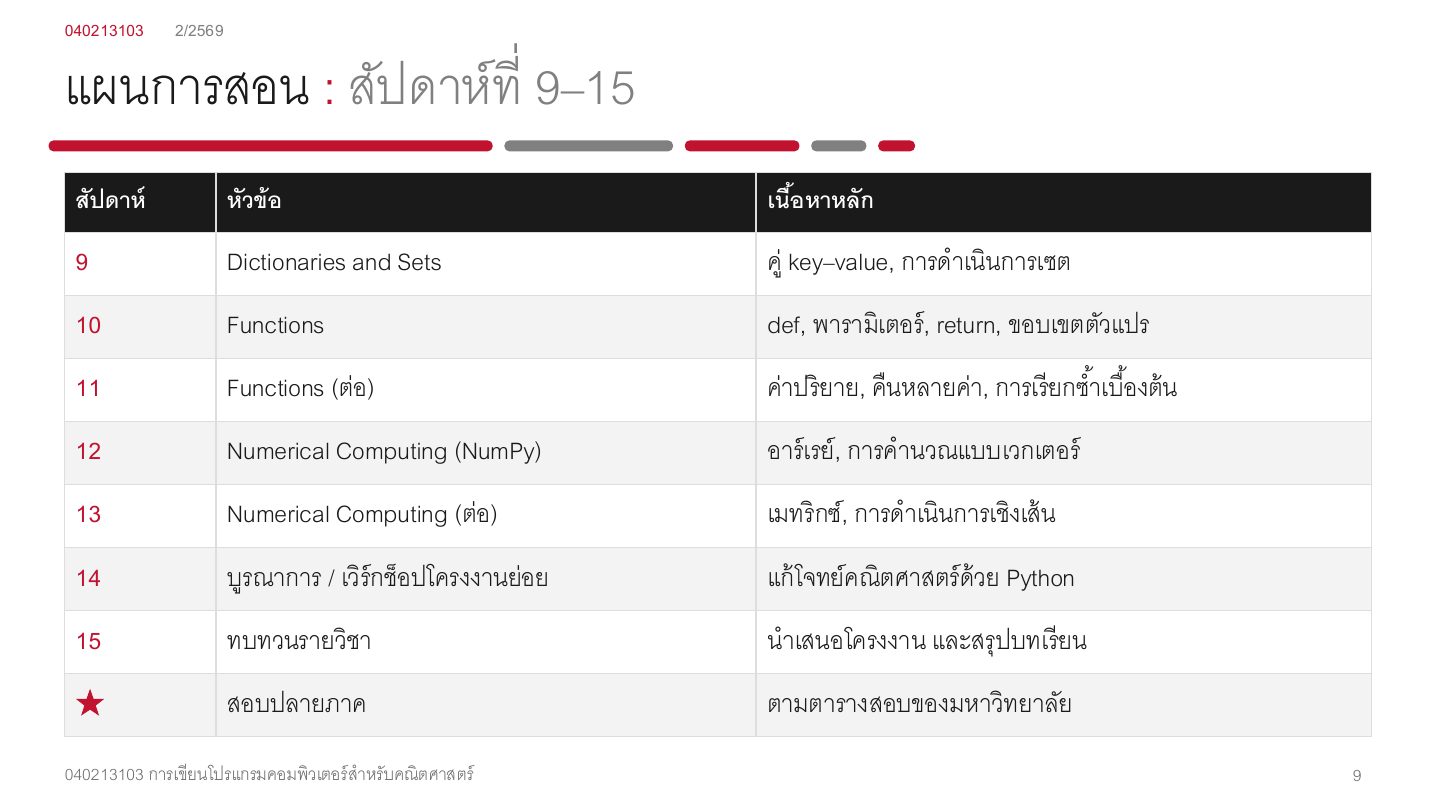 040213103 2/2569
แผนการสอน : สัปดาห์ที่ 9–15
สัปดาห์ หัวข้อ เนื้อหาหลัก
9 Dictionaries and Sets คู่ key–value, การดำเนินการเซต
10 Functions def, พารามิเตอร์, return, ขอบเขตตัวแปร
11 Functions (ต่อ) ค่าปริยาย, คืนหลายค่า, การเรียกซ้ำเบื้องต้น
12 Numerical Computing (NumPy) อาร์เรย์, การคำนวณแบบเวกเตอร์
13 Numerical Computing (ต่อ) เมทริกซ์, การดำเนินการเชิงเส้น
14 บูรณาการ / เวิร์กช็อปโครงงานย่อย แก้โจทย์คณิตศาสตร์ด้วย Python
15 ทบทวนรายวิชา นำเสนอโครงงาน และสรุปบทเรียน
★ สอบปลายภาค ตามตารางสอบของมหาวิทยาลัย
040213103 การเขียนโปรแกรมคอมพิวเตอร์สำหรับคณิตศาสตร์ 9